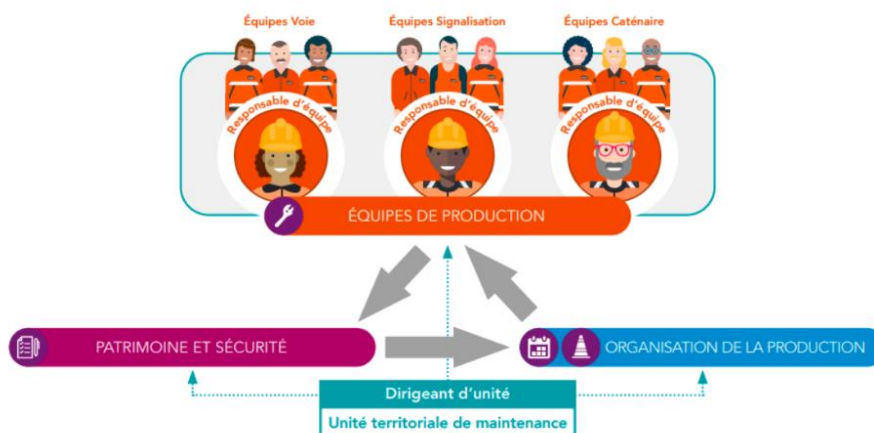 Équipes Voie
Équipes Signalisation
Équipes Caténaire
Responsable d'équipe
Responsable d'équipe
Responsable d'équipe
ÉQUIPES DE PRODUCTION
PATRIMOINE ET SÉCURITÉ
ORGANISATION DE LA PRODUCTION
Dirigeant d'unité
Unité territoriale de maintenance